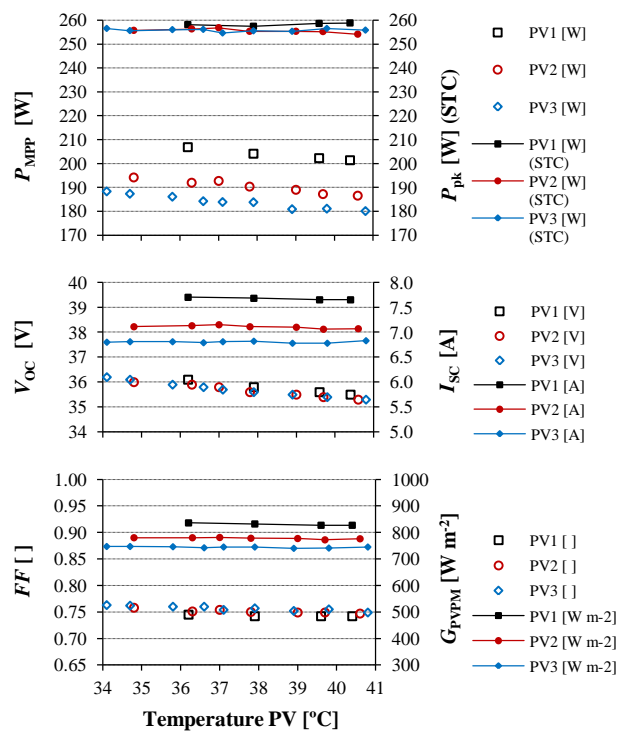 260
250
240
230
220
210
200
190
180
170
P_MPP [W]
260
250
240
230
220
210
200
190
180
170
P_pk [W] (STC)
PV1 [W]
PV2 [W]
PV3 [W]
PV1 [W]
(STC)
PV2 [W]
(STC)
PV3 [W]
(STC)
40
39
38
37
36
35
34
V_OC [V]
8.0
7.5
7.0
6.5
6.0
5.5
5.0
I_SC [A]
PV1 [V]
PV2 [V]
PV3 [V]
PV1 [A]
PV2 [A]
PV3 [A]
1.00
0.95
0.90
0.85
0.80
0.75
0.70
0.65
FF [ ]
1000
900
800
700
600
500
400
300
G_PVPM [W m-2]
PV1 [ ]
PV2 [ ]
PV3 [ ]
PV1 [W m-2]
PV2 [W m-2]
PV3 [W m-2]
34 35 36 37 38 39 40 41
Temperature PV [ºC]